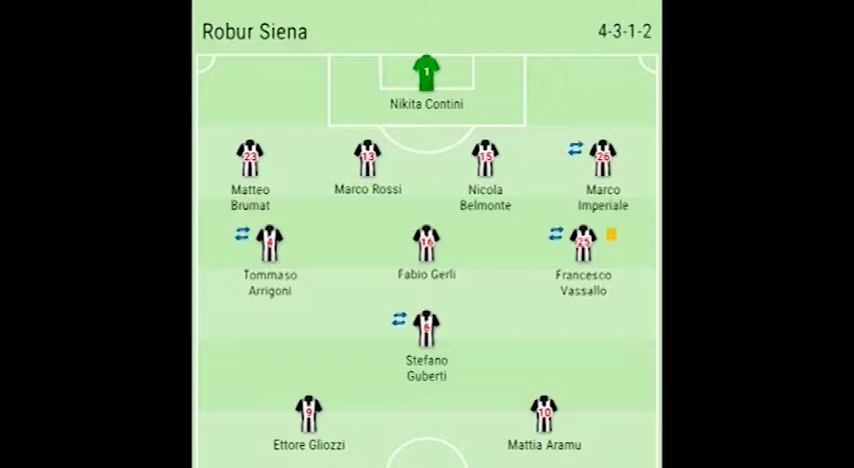 Robur Siena
4-3-1-2
1
Nikita Contini
23
13
15
26
Matteo
Brumat
Marco Rossi
Nicola
Belmonte
Marco
Imperiale
4
16
25
Tommaso
Arrigoni
Fabio Gerli
Francesco
Vassallo
6
Stefano
Guberti
9
10
Ettore Gliozzi
Mattia Aramu